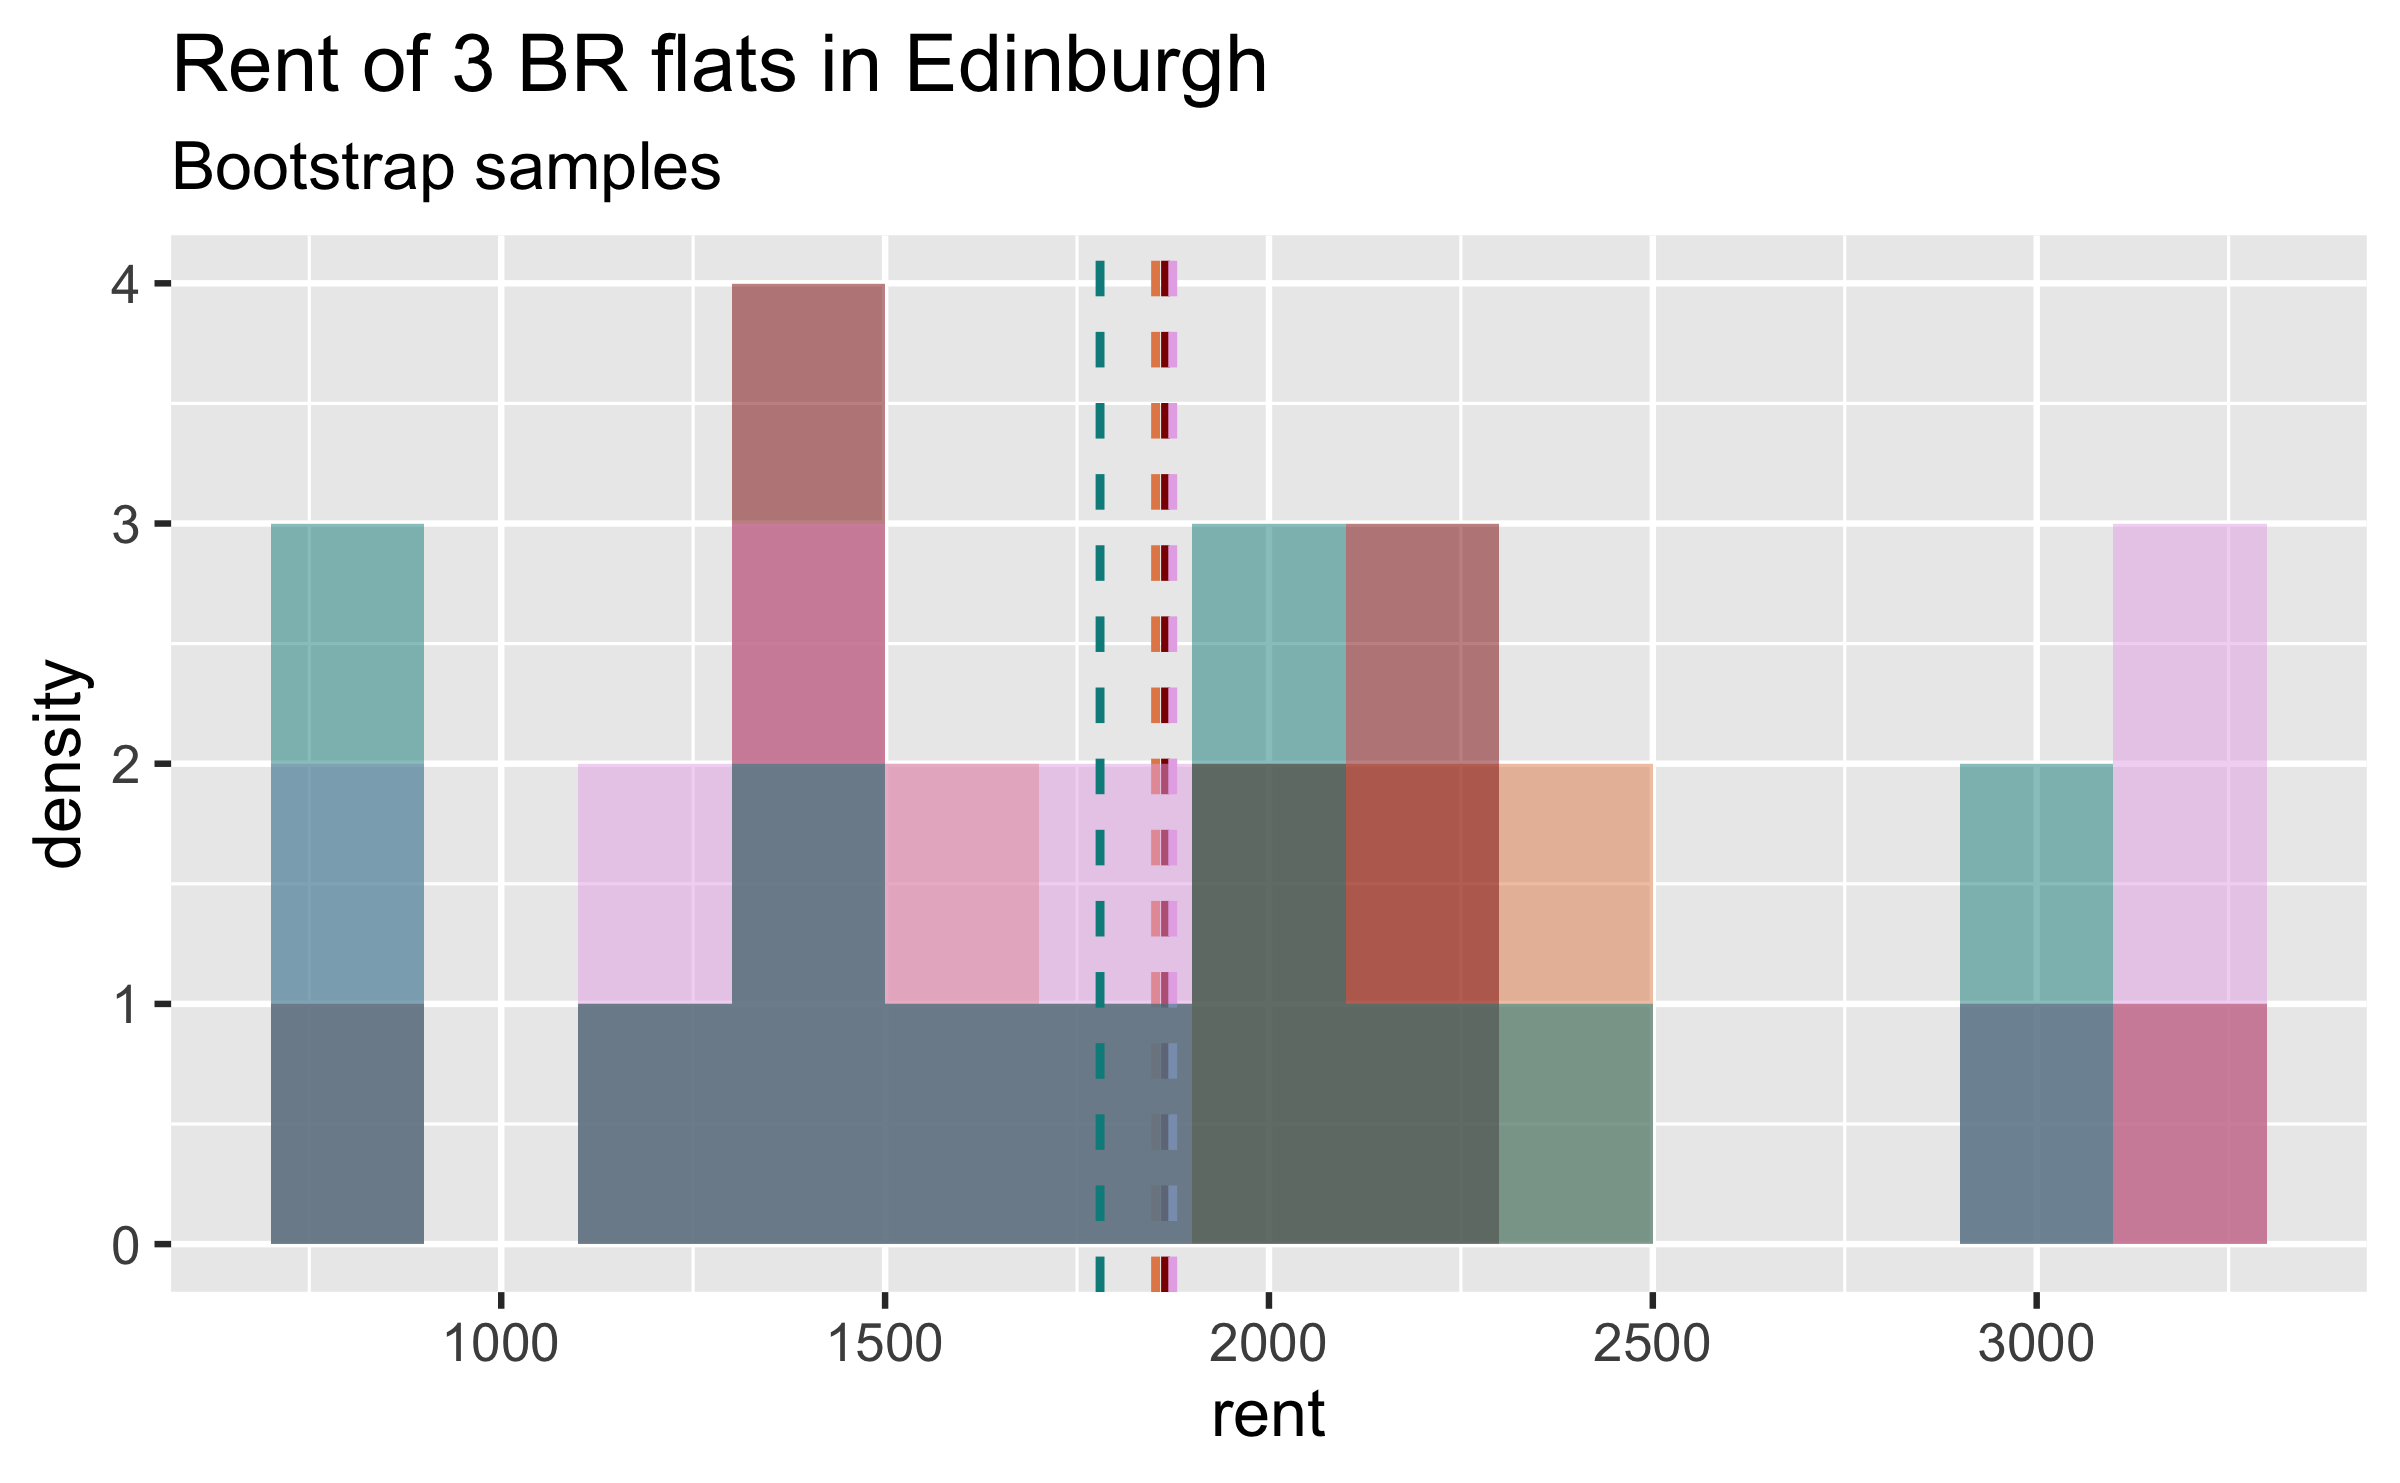 Rent of 3 BR flats in Edinburgh
Bootstrap samples
density
4
3
2
1
0
1000 1500 2000 2500 3000
rent